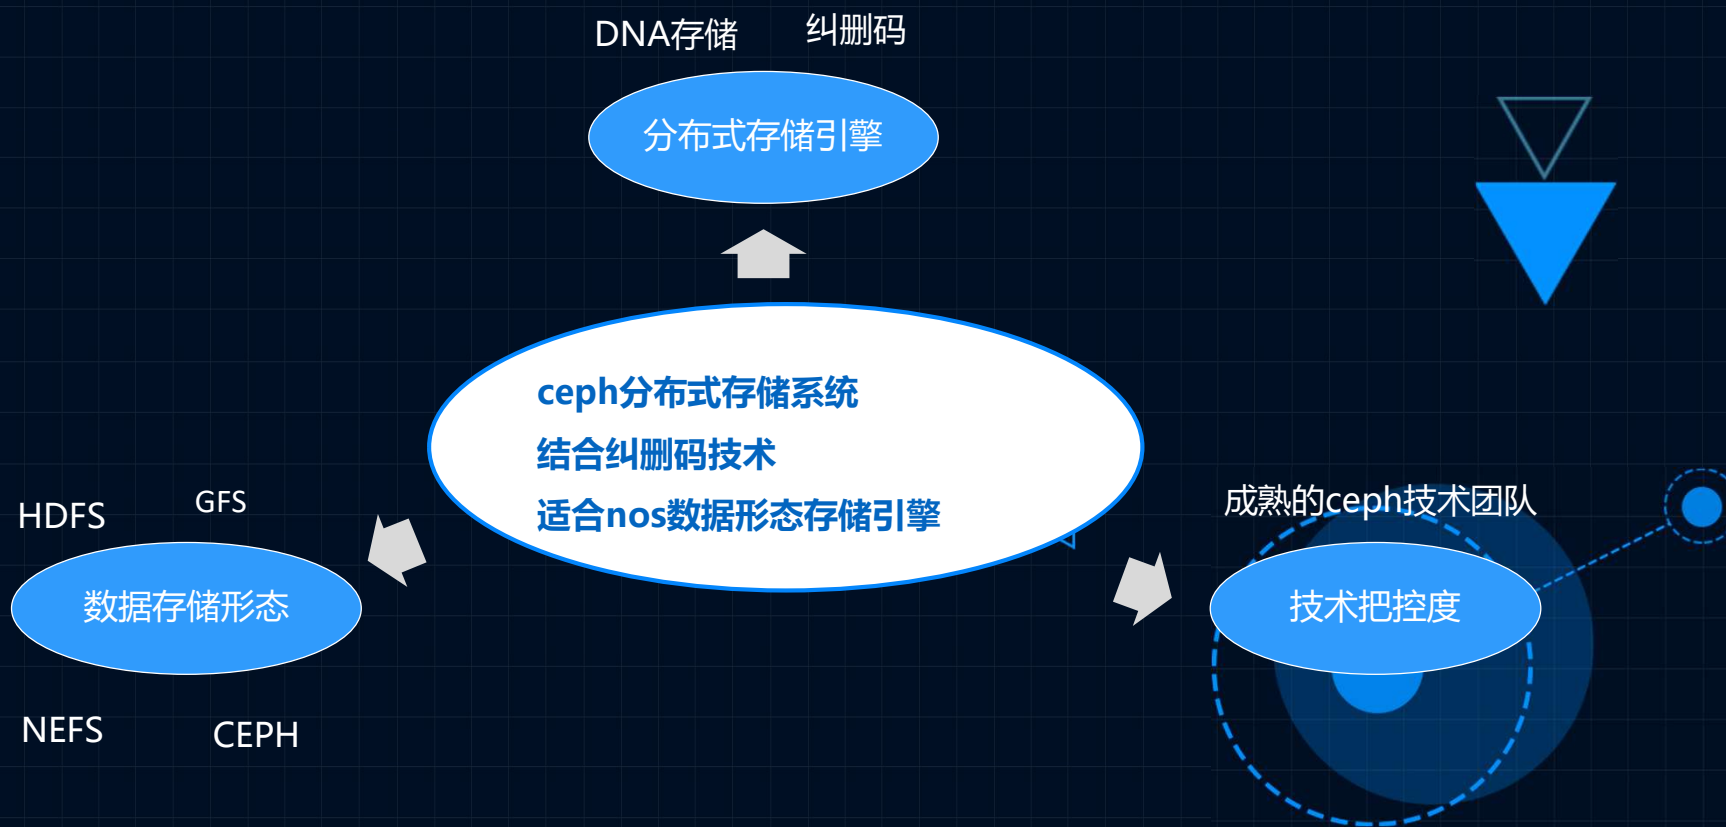 DNA存储
纠删码
分布式存储引擎
ceph分布式存储系统
结合纠删码技术
适合nos数据形态存储引擎
HDFS
GFS
数据存储形态
NEFS
CEPH
成熟的ceph技术团队
技术把控度